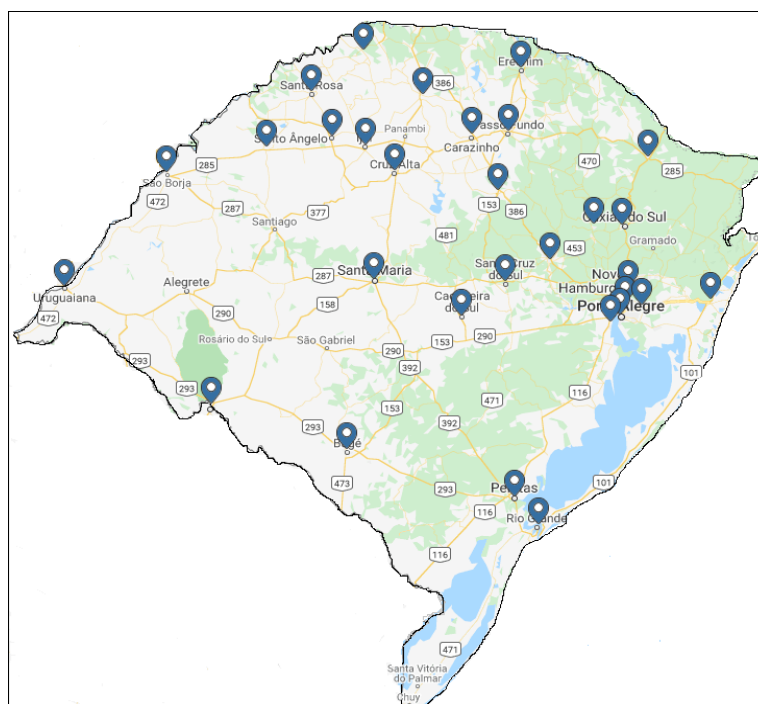 Erechim
386
Santa Rosa
Passo Fundo
Santo Ângelo
Panambi
Carazinho
Cruz Alta
285
470
285
São Borja
472
287
377
153
386
Caxias do Sul
Santiago
481
453
Gramado
Santa Maria
287
Santa Cruz
do Sul
Novo
Hamburgo
Uruguaiana
Alegrete
158
Cachoeira
do Sul
Porto Alegre
472
290
Rosário do Sul
São Gabriel
290
153
290
293
392
101
293
116
153
471
293
392
Bagé
473
293
Pelotas
101
116
Rio Grande
116
471
Santa Vitória
do Palmar
Chuy